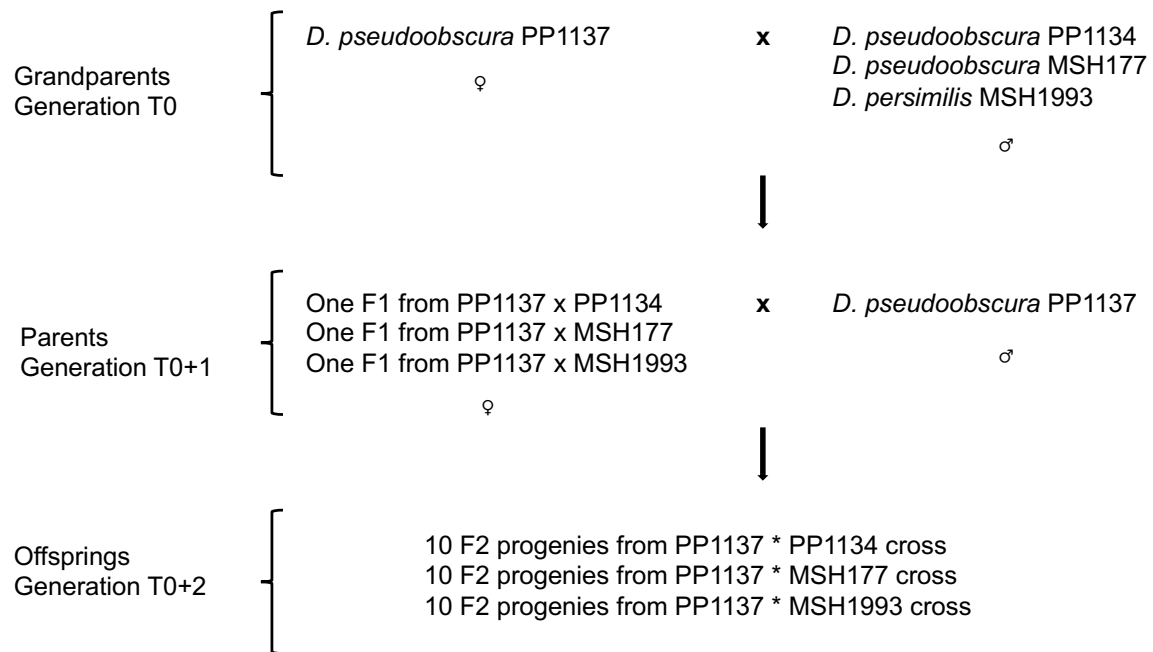 Grandparents
Generation T0
D. pseudoobscura PP1137
♀
x
D. pseudoobscura PP1134
D. pseudoobscura MSH177
D. persimilis MSH1993
♂
Parents
Generation T0+1
One F1 from PP1137 x PP1134
One F1 from PP1137 x MSH177
One F1 from PP1137 x MSH1993
♀
x
D. pseudoobscura PP1137
♂
Offsprings
Generation T0+2
10 F2 progenies from PP1137 * PP1134 cross
10 F2 progenies from PP1137 * MSH177 cross
10 F2 progenies from PP1137 * MSH1993 cross